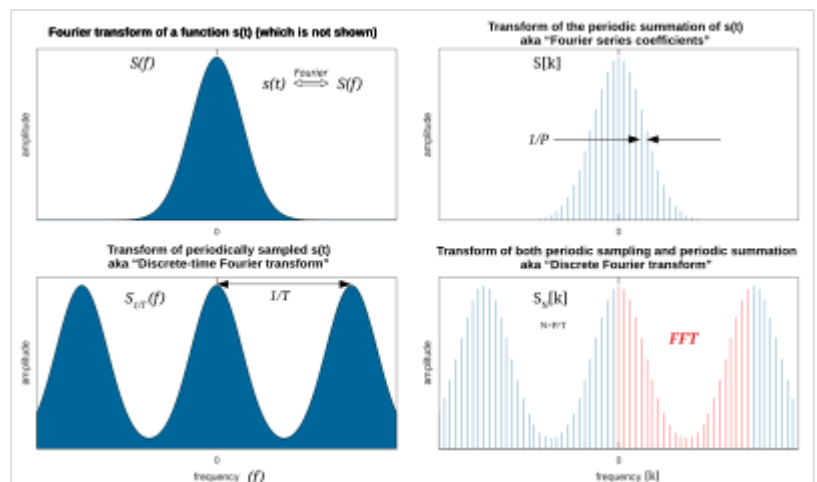 Fourier transform of a function s(t) (which is not shown)
S(f)
s(t) Fourier ⟺ S(f)
amplitude
0
Transform of the periodic summation of s(t)
aka “Fourier series coefficients”
S[k]
1/P
amplitude
0
Transform of periodically sampled s(t)
aka “Discrete-time Fourier transform”
S1/T(f)
1/T
amplitude
0
frequency (f)
Transform of both periodic sampling and periodic summation
aka “Discrete Fourier transform”
SN[k]
N=P/T
FFT
amplitude
0
frequency [k]